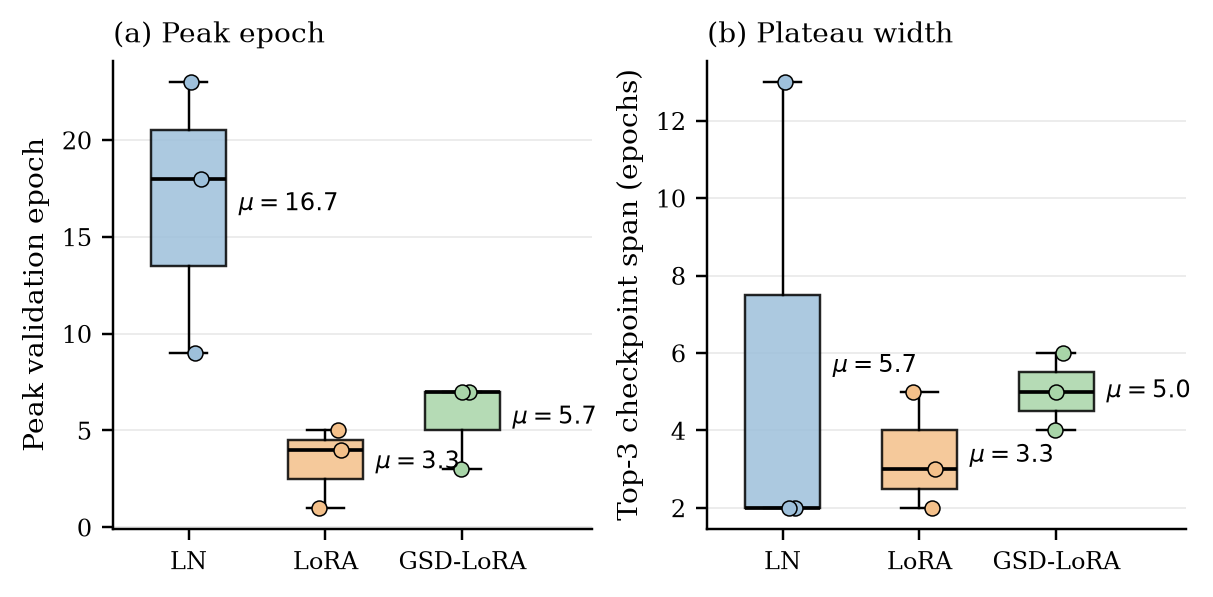 (a) Peak epoch
Peak validation epoch
20
15
10
5
0
μ = 16.7
μ = 3.3
μ = 5.7
LN
LoRA
GSD-LoRA
(b) Plateau width
Top-3 checkpoint span (epochs)
12
10
8
6
4
2
μ = 5.7
μ = 3.3
μ = 5.0
LN
LoRA
GSD-LoRA